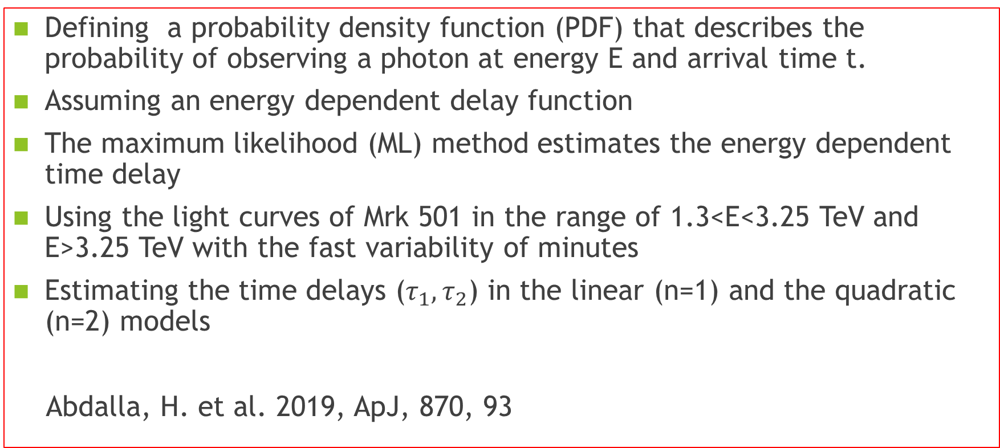 Defining  a probability density function (PDF) that describes the
probability of observing a photon at energy E and arrival time t.
Assuming an energy dependent delay function
The maximum likelihood (ML) method estimates the energy dependent
time delay
Using the light curves of Mrk 501 in the range of 1.3<E<3.25 TeV and
E>3.25 TeV with the fast variability of minutes
Estimating the time delays (𝜏₁, 𝜏₂) in the linear (n=1) and the quadratic
(n=2) models
Abdalla, H. et al. 2019, ApJ, 870, 93